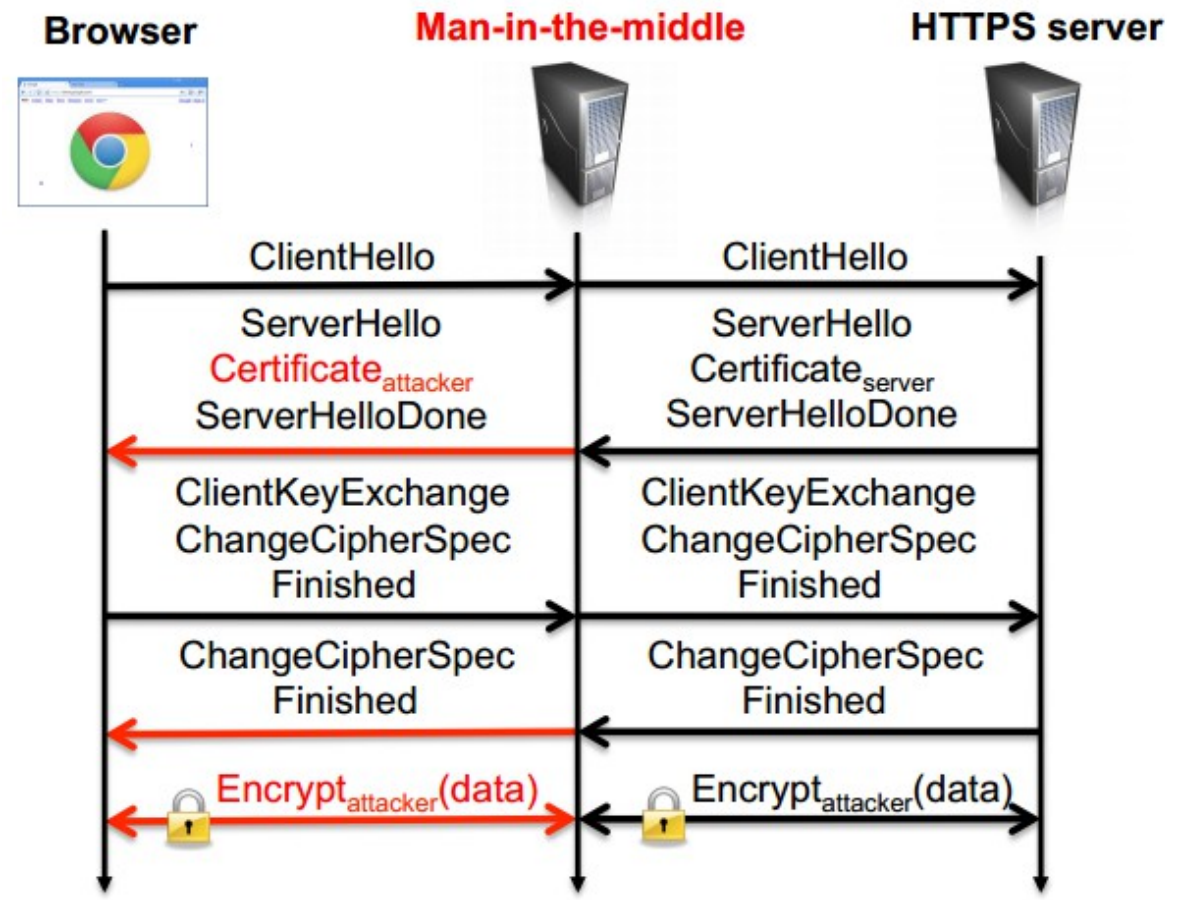 Browser Man-in-the-middle HTTPS server
ClientHello ClientHello
ServerHello ServerHello
Certificateattacker Certificateserver
ServerHelloDone ServerHelloDone
ClientKeyExchange ClientKeyExchange
ChangeCipherSpec ChangeCipherSpec
Finished Finished
ChangeCipherSpec ChangeCipherSpec
Finished Finished
Encryptattacker(data) Encryptattacker(data)